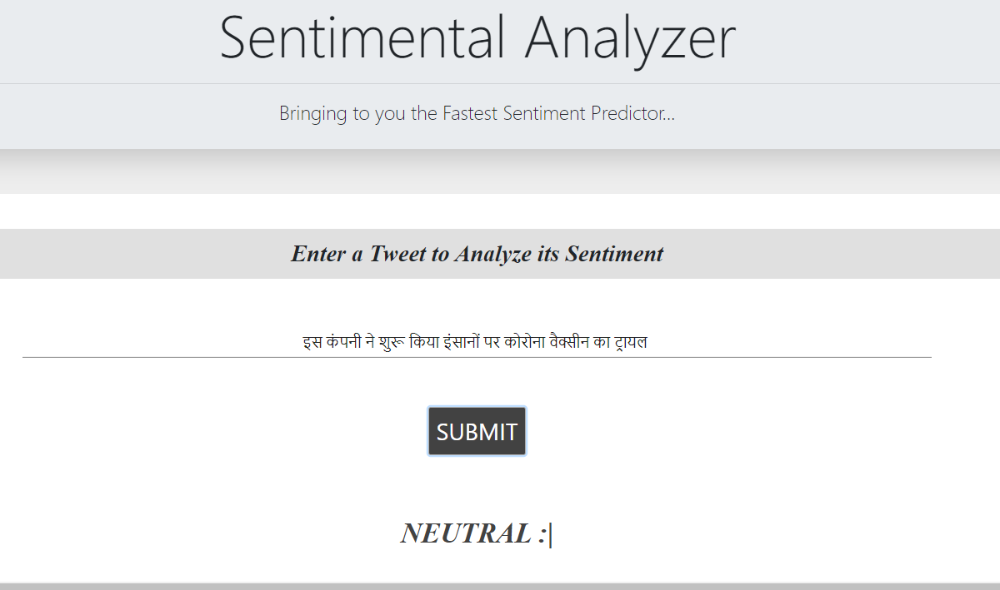 Sentimental Analyzer
Bringing to you the Fastest Sentiment Predictor...
Enter a Tweet to Analyze its Sentiment
इस कंपनी ने शुरू किया इंसानों पर कोरोना वैक्सीन का ट्रायल
SUBMIT
NEUTRAL :|